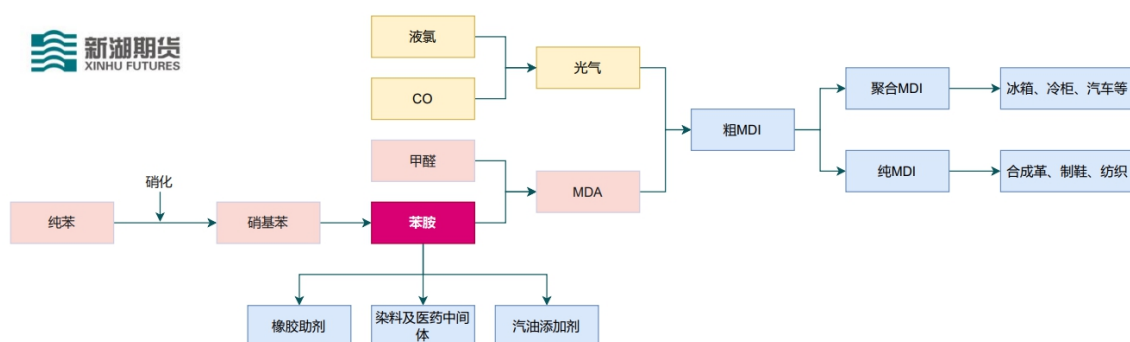 新湖期货
XINHU FUTURES
液氯
CO
光气
甲醛
硝化
纯苯
硝基苯
苯胺
MDA
粗MDI
聚合MDI
冰箱、冷柜、汽车等
纯MDI
合成革、制鞋、纺织
橡胶助剂
染料及医药中间
体
汽油添加剂